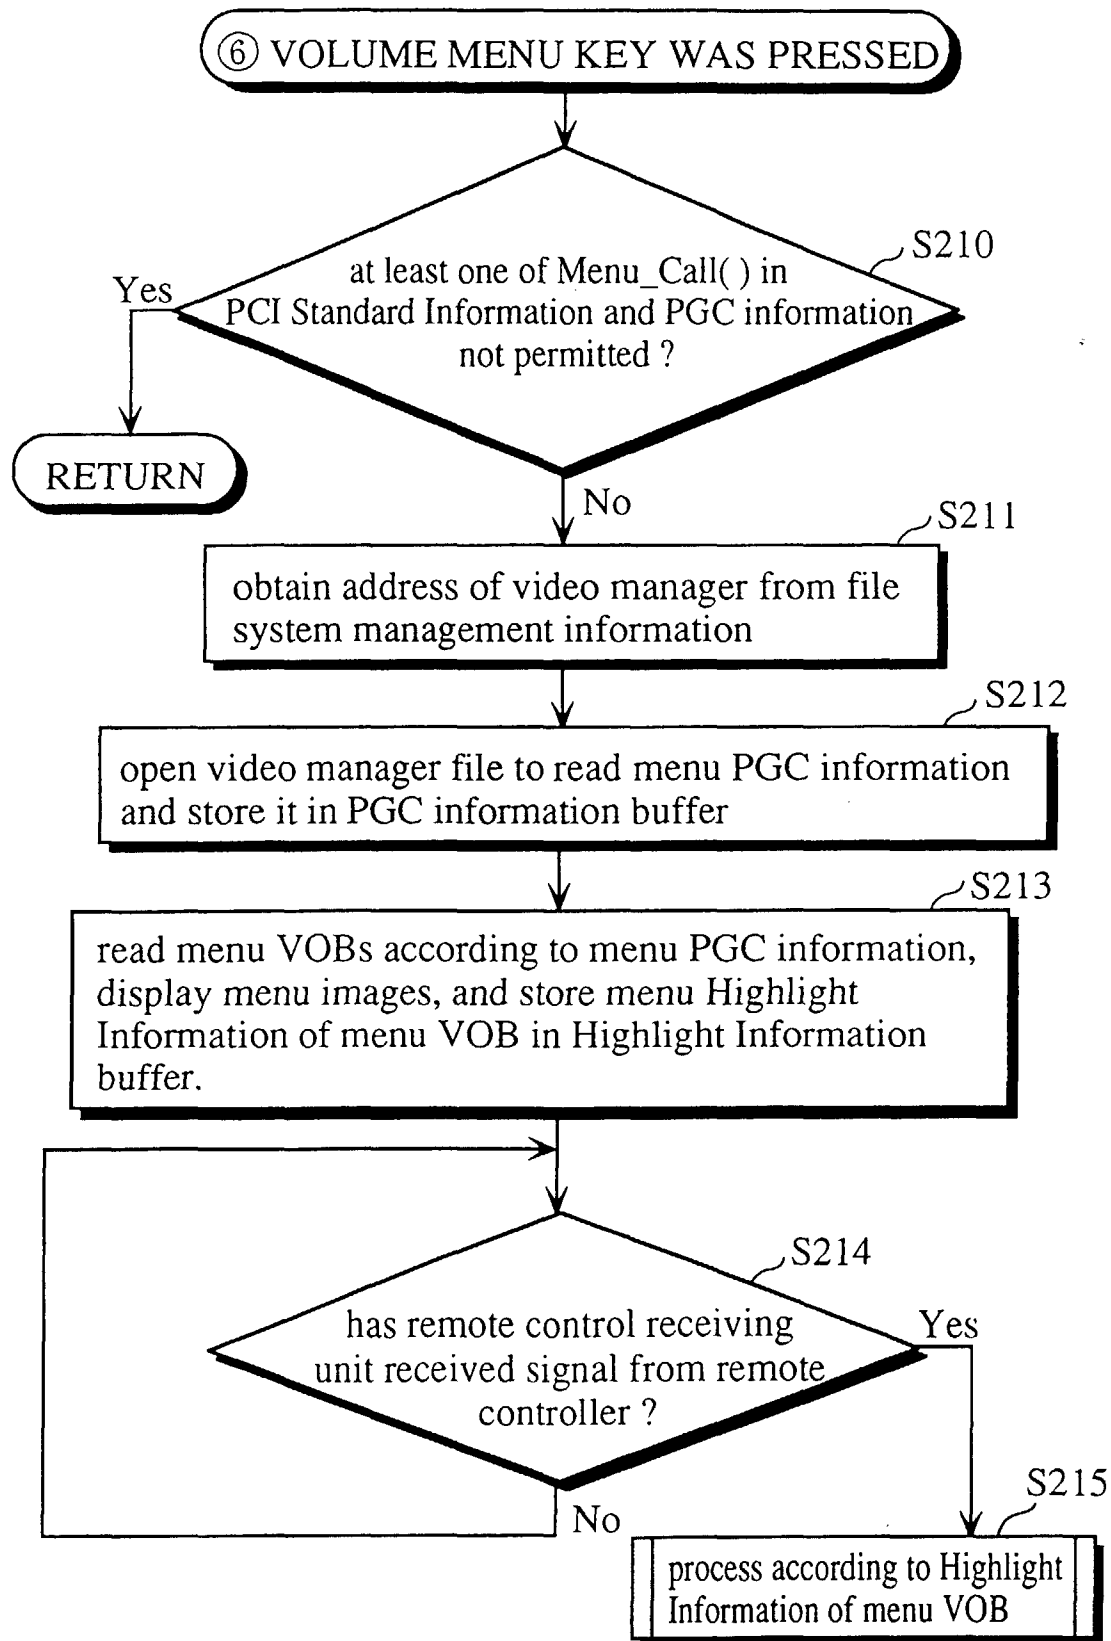 ⑥ VOLUME MENU KEY WAS PRESSED
S210
at least one of Menu_Call( ) in
PCI Standard Information and PGC information
not permitted ?
Yes
RETURN
No
S211
obtain address of video manager from file
system management information
S212
open video manager file to read menu PGC information
and store it in PGC information buffer
S213
read menu VOBs according to menu PGC information,
display menu images, and store menu Highlight
Information of menu VOB in Highlight Information
buffer.
S214
has remote control receiving
unit received signal from remote
controller ?
Yes
No
S215
process according to Highlight
Information of menu VOB